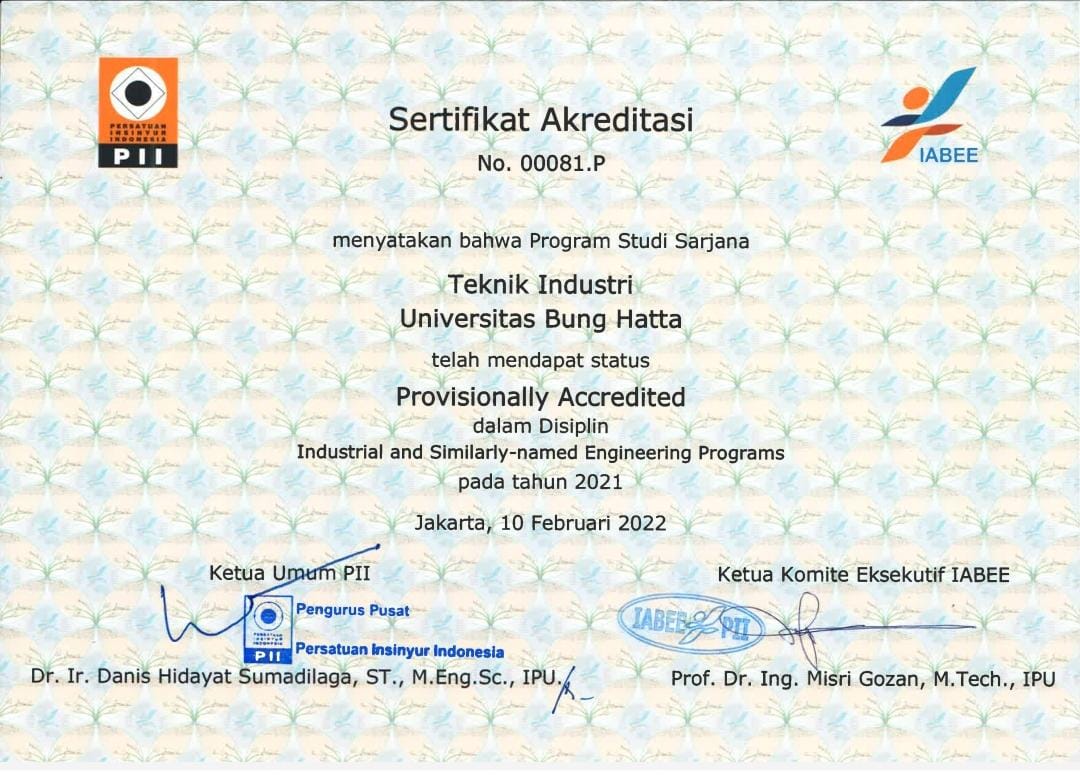 PERSATUAN
INSINYUR
INDONESIA
PII
IABEE
Sertifikat Akreditasi
No. 00081.P
menyatakan bahwa Program Studi Sarjana
Teknik Industri
Universitas Bung Hatta
telah mendapat status
Provisionally Accredited
dalam Disiplin
Industrial and Similarly-named Engineering Programs
pada tahun 2021
Jakarta, 10 Februari 2022
Ketua Umum PII
Pengurus Pusat
PERSATUAN
INSINYUR
INDONESIA
PII
Persatuan Insinyur Indonesia
Dr. Ir. Danis Hidayat Sumadilaga, ST., M.Eng.Sc., IPU.
Ketua Komite Eksekutif IABEE
IABEE PII
Prof. Dr. Ing. Misri Gozan, M.Tech., IPU